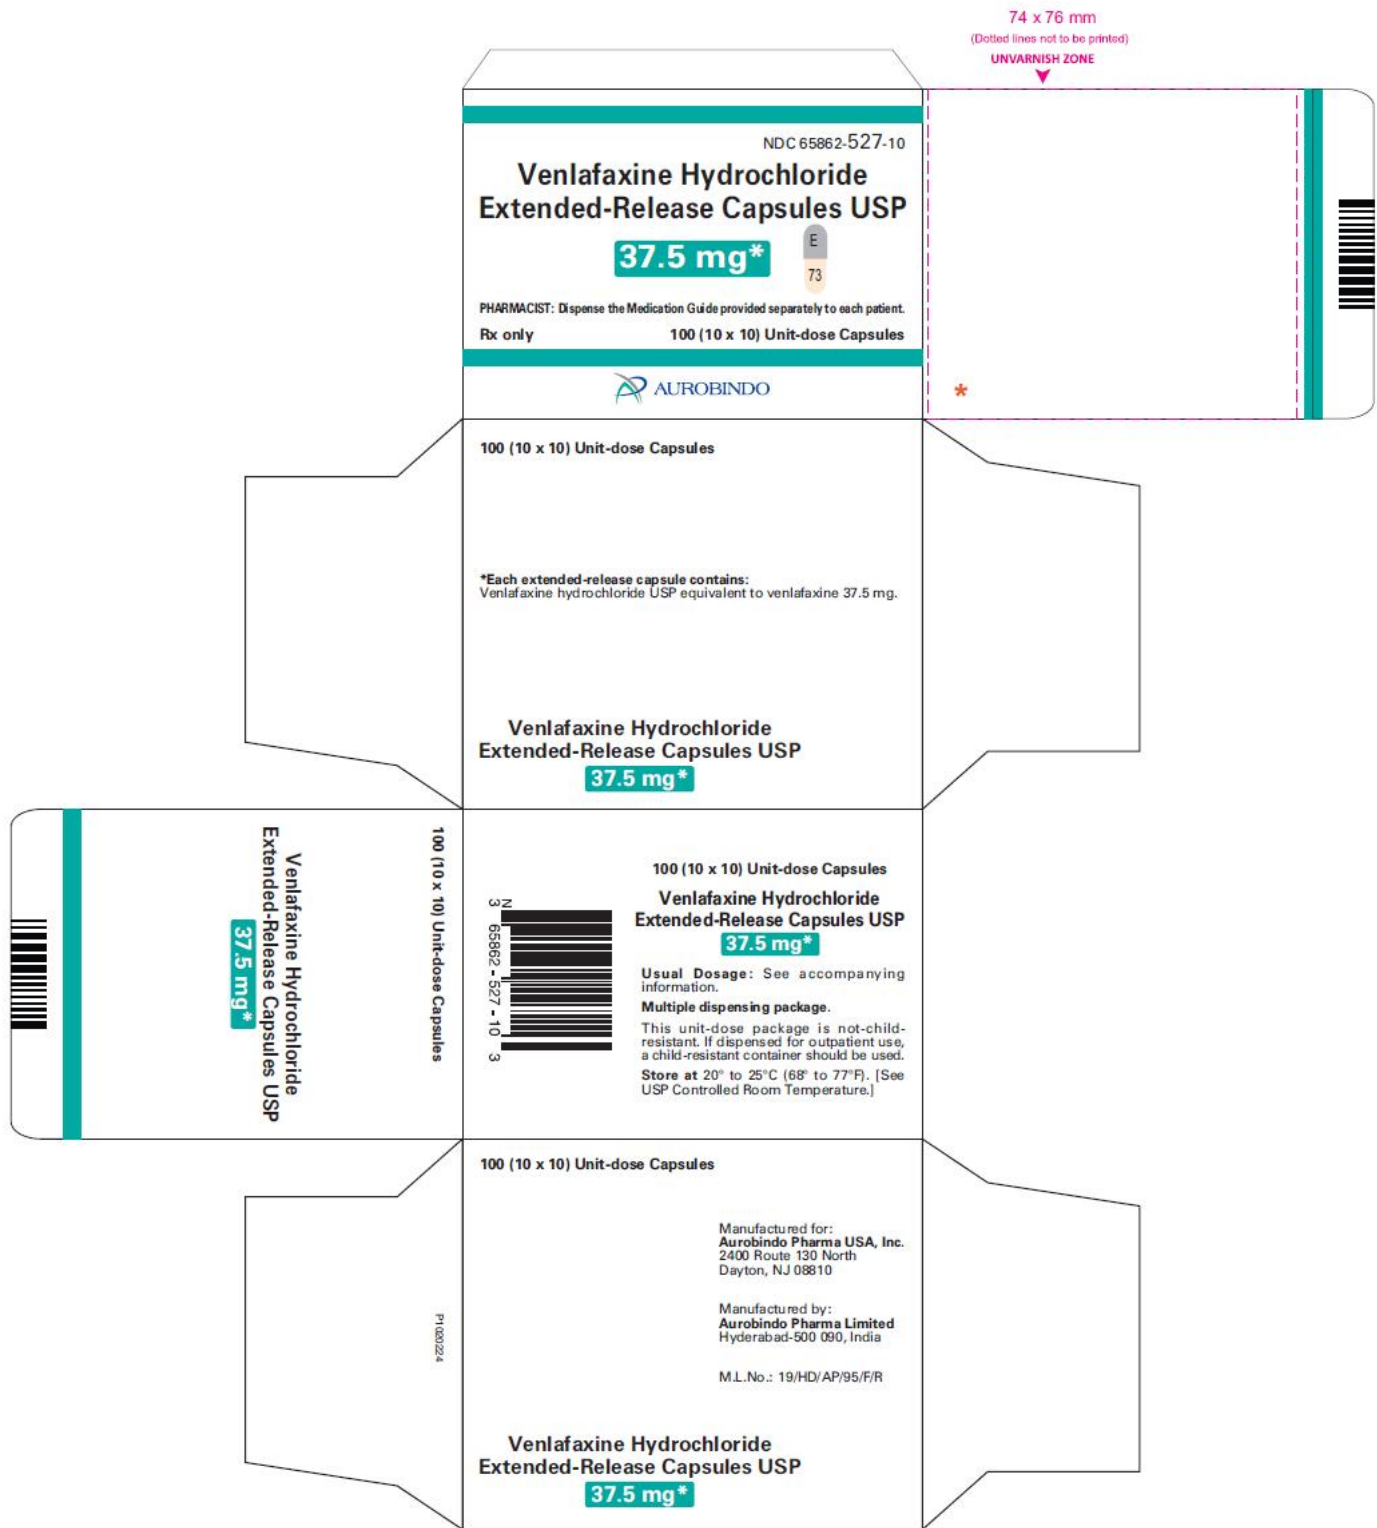 74 x 76 mm
(Dotted lines not to be printed)
UNVARNISH ZONE
NDC 65862-527-10
Venlafaxine Hydrochloride
Extended-Release Capsules USP
37.5 mg*
E
73
PHARMACIST: Dispense the Medication Guide provided separately to each patient.
Rx only 100 (10 x 10) Unit-dose Capsules
AUROBINDO
*
100 (10 x 10) Unit-dose Capsules
*Each extended-release capsule contains:
Venlafaxine hydrochloride USP equivalent to venlafaxine 37.5 mg.
Venlafaxine Hydrochloride
Extended-Release Capsules USP
37.5 mg*
100 (10 x 10) Unit-dose Capsules
Venlafaxine Hydrochloride
Extended-Release Capsules USP
37.5 mg*
N
3 65862-527-10 3
100 (10 x 10) Unit-dose Capsules
Venlafaxine Hydrochloride
Extended-Release Capsules USP
37.5 mg*
Usual Dosage: See accompanying
information.
Multiple dispensing package.
This unit-dose package is not-child-
resistant. If dispensed for outpatient use,
a child-resistant container should be used.
Store at 20° to 25°C (68° to 77°F). [See
USP Controlled Room Temperature.]
100 (10 x 10) Unit-dose Capsules
Manufactured for:
Aurobindo Pharma USA, Inc.
2400 Route 130 North
Dayton, NJ 08810
Manufactured by:
Aurobindo Pharma Limited
Hyderabad-500 090, India
M.L.No.: 19/HD/AP/95/F/R
P1020224
Venlafaxine Hydrochloride
Extended-Release Capsules USP
37.5 mg*